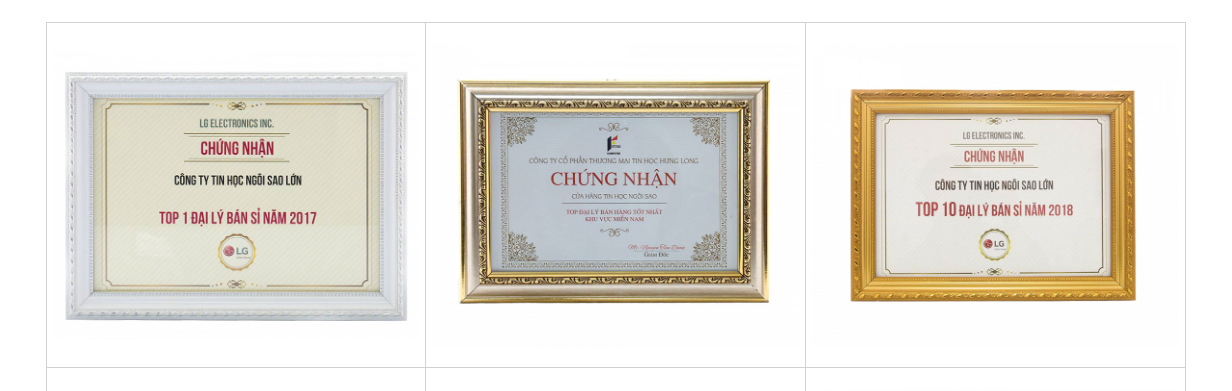 LG ELECTRONICS INC.
CHỨNG NHẬN
CÔNG TY TIN HỌC NGÔI SAO LỚN
TOP 1 ĐẠI LÝ BÁN SỈ NĂM 2017
LG
CÔNG TY CỔ PHẦN THƯƠNG MẠI TIN HỌC HƯNG LONG
CHỨNG NHẬN
CỬA HÀNG TIN HỌC NGÔI SAO
TOP ĐẠI LÝ BÁN HÀNG TỐT NHẤT
KHU VỰC MIỀN NAM
Giám Đốc
LG ELECTRONICS INC.
CHỨNG NHẬN
CÔNG TY TIN HỌC NGÔI SAO LỚN
TOP 10 ĐẠI LÝ BÁN SỈ NĂM 2018
LG